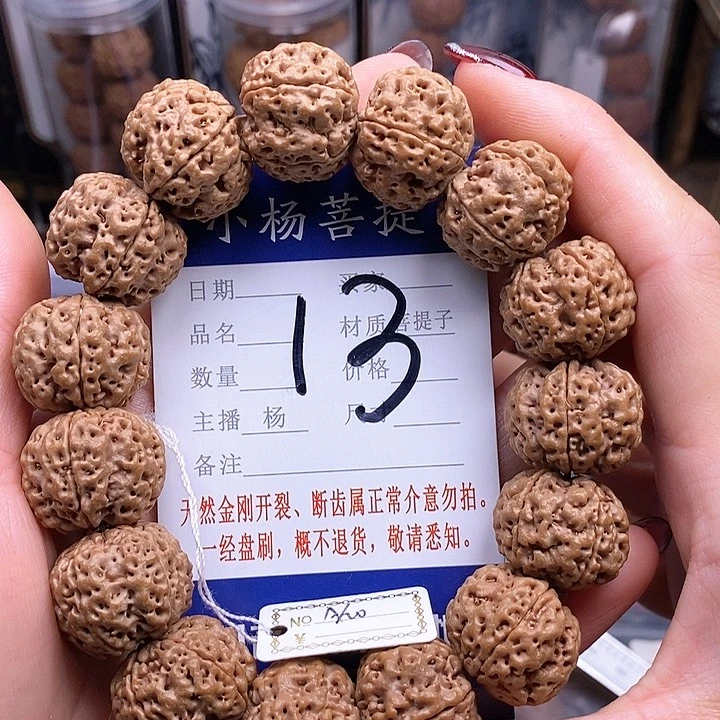 小杨菩提
日期 买家
品名 材质 菩提子
13
数量 价格
主播 杨
备注
天然金刚开裂、断齿属正常介意勿拍。
一经盘刷，概不退货，敬请悉知。
NO
¥